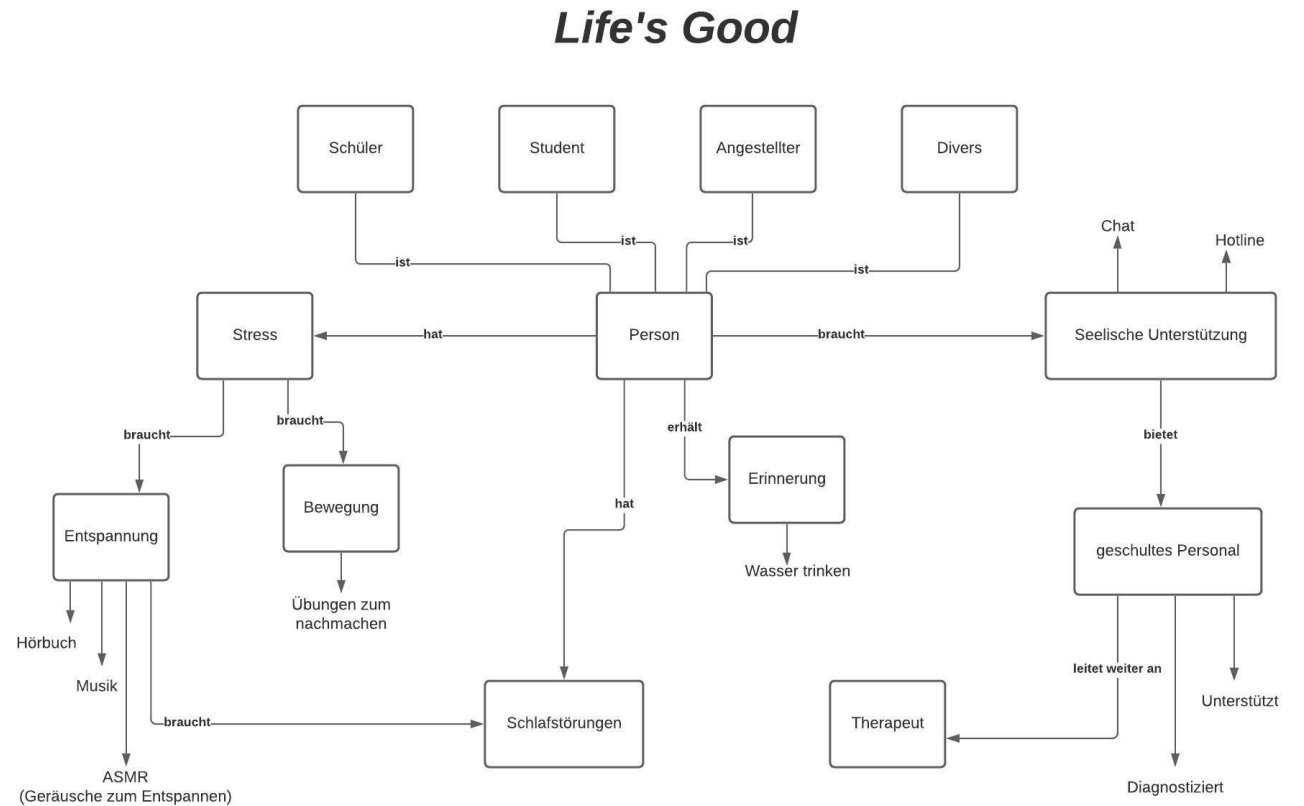 Life's Good
Schüler
Student
Angestellter
Divers
Chat
Hotline
ist
ist
ist
ist
Stress
hat
Person
braucht
Seelische Unterstützung
braucht
braucht
erhält
bietet
Entspannung
Bewegung
hat
Erinnerung
geschultes Personal
Wasser trinken
Übungen zum
nachmachen
Hörbuch
Musik
leitet weiter an
Unterstützt
braucht
Schlafstörungen
Therapeut
ASMR
(Geräusche zum Entspannen)
Diagnostiziert